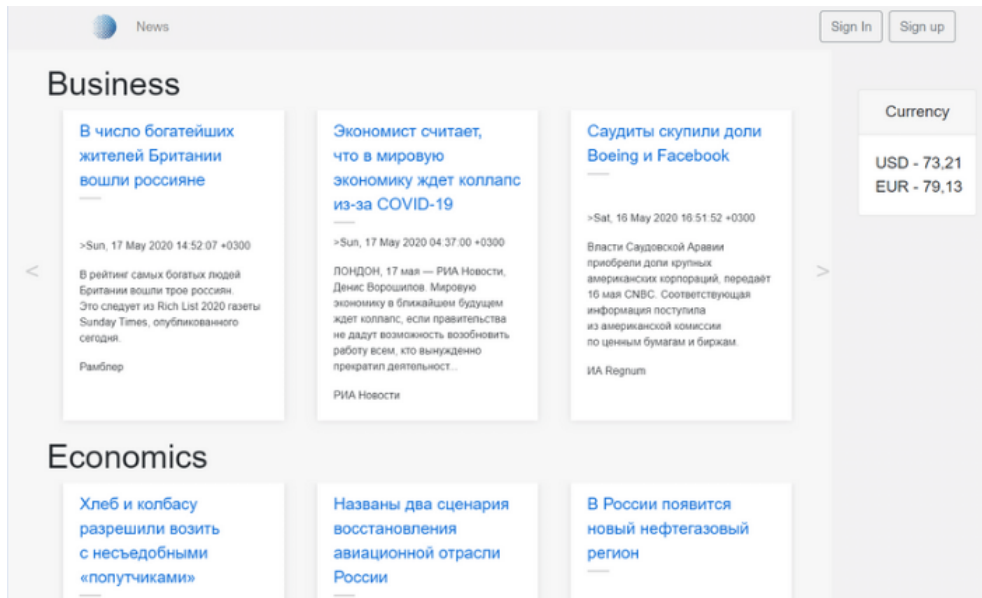 News
Sign In
Sign up
Business
В число богатейших
жителей Британии
вошли россияне
>Sun, 17 May 2020 14:52:07 +0300
В рейтинг самых богатых людей
Британии вошли трое россиян.
Это следует из Rich List 2020 газеты
Sunday Times, опубликованного
сегодня.
Рамблер
Экономист считает,
что в мировую
экономику ждет коллапс
из-за COVID-19
>Sun, 17 May 2020 04:37:00 +0300
ЛОНДОН, 17 мая — РИА Новости,
Денис Ворошилов. Мировую
экономику в ближайшем будущем
ждет коллапс, если правительства
не дадут возможность возобновить
работу всем, кто вынужденно
прекратил деятельност...
РИА Новости
Саудиты скупили доли
Boeing и Facebook
>Sat, 16 May 2020 16:51:52 +0300
Власти Саудовской Аравии
приобрели доли крупных
американских корпораций, передаёт
16 мая CNBC. Соответствующая
информация поступила
из американской комиссии
по ценным бумагам и биржам.
ИА Regnum
<
>
Currency
USD - 73,21
EUR - 79,13
Economics
Хлеб и колбасу
разрешили возить
с несъедобными
«попутчиками»
Названы два сценария
восстановления
авиационной отрасли
России
В России появится
новый нефтегазовый
регион